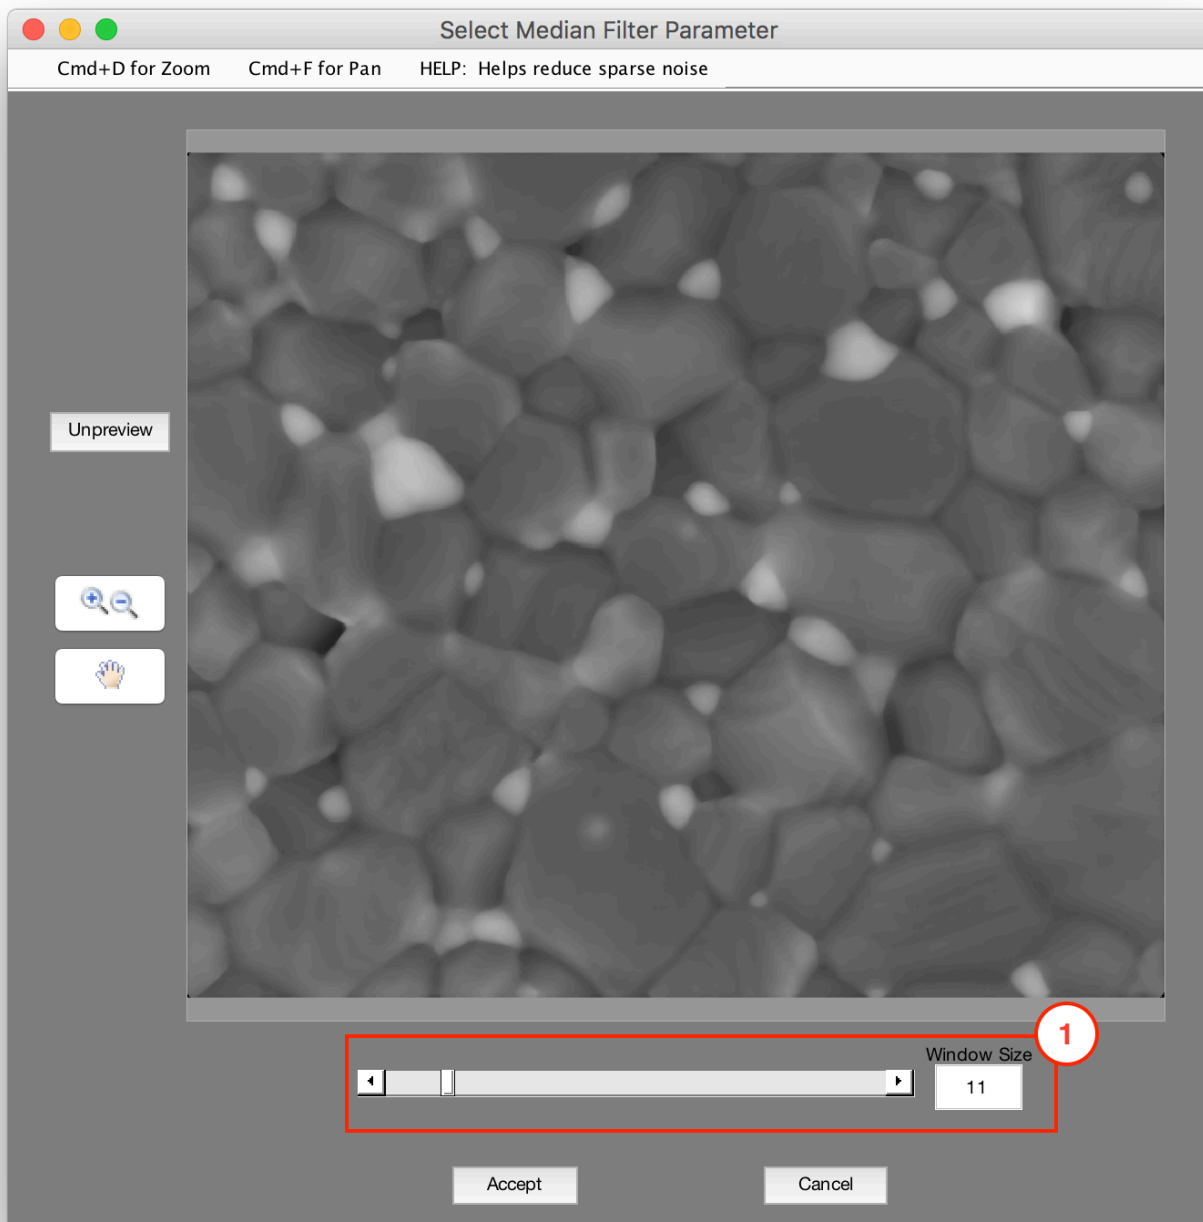 Select Median Filter Parameter
Cmd+D for Zoom Cmd+F for Pan HELP: Helps reduce sparse noise
Unpreview
1
Window Size
11
Accept Cancel